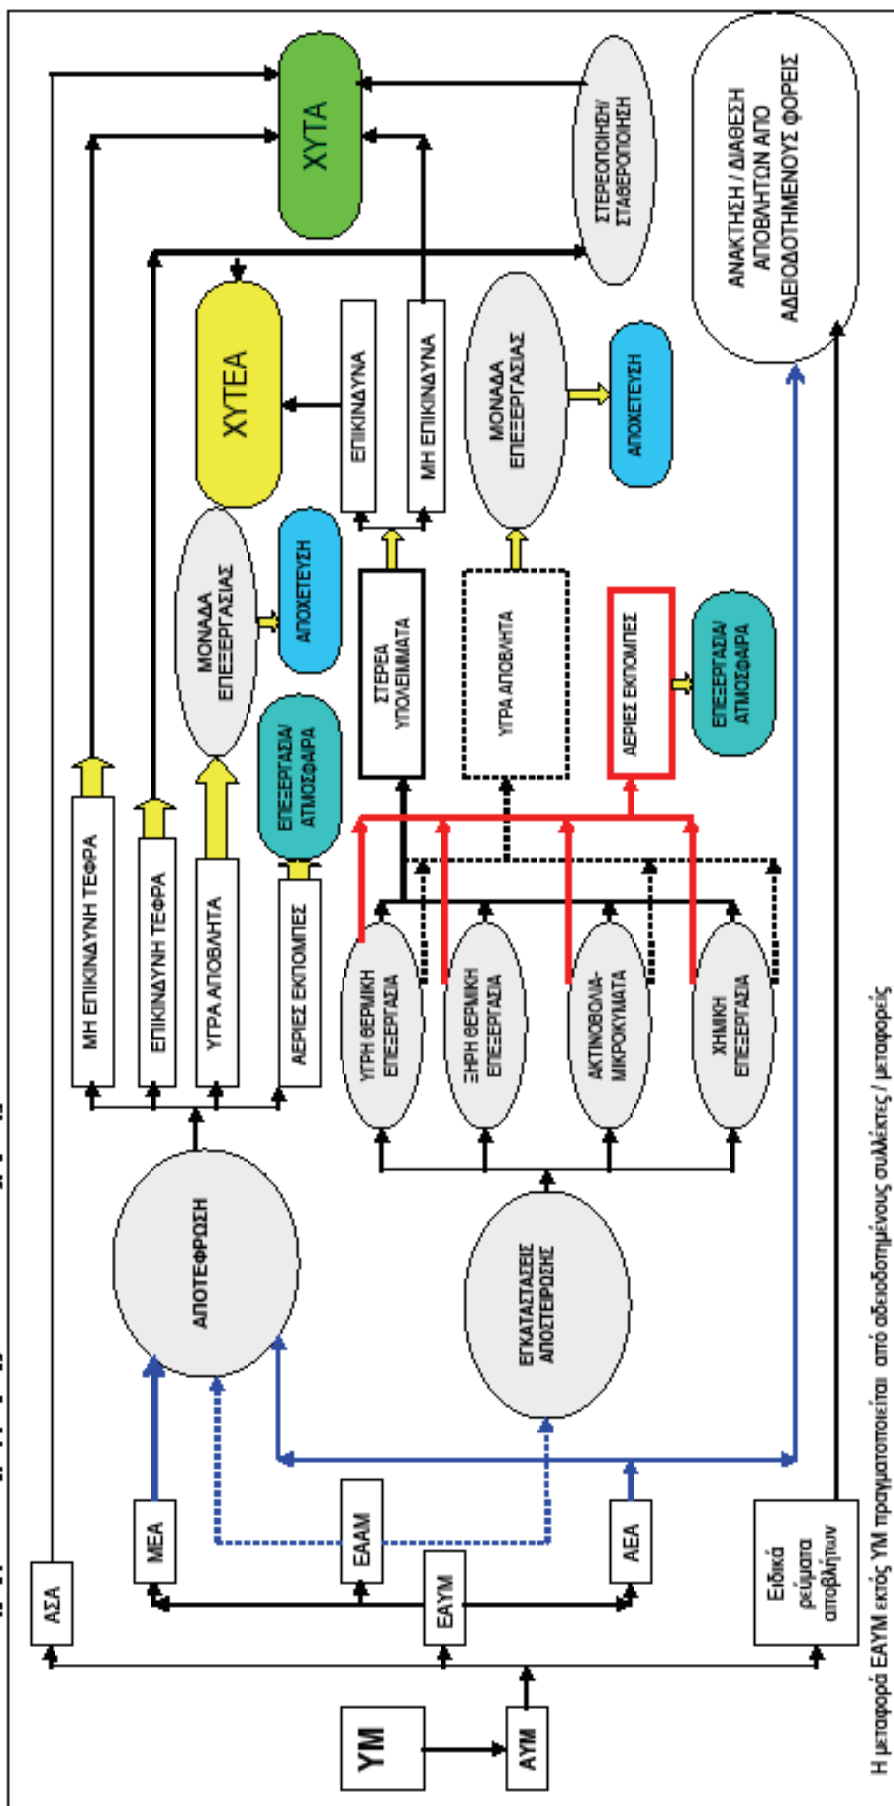 ΥΜ
ΑΥΜ
ΑΣΑ
ΕΑΥΜ
Ειδικά
ρεύματα
αποβλήτων
ΜΕΑ
ΕΑΑΜ
ΑΕΑ
ΑΠΟΤΕΦΡΩΣΗ
ΕΓΚΑΤΑΣΤΑΣΕΙΣ
ΑΠΟΣΤΕΙΡΩΣΗΣ
ΜΗ ΕΠΙΚΙΝΔΥΝΗ ΤΕΦΡΑ
ΕΠΙΚΙΝΔΥΝΗ ΤΕΦΡΑ
ΥΓΡΑ ΑΠΟΒΛΗΤΑ
ΑΕΡΙΕΣ ΕΚΠΟΜΠΕΣ
ΥΓΡΗ ΘΕΡΜΙΚΗ
ΕΠΕΞΕΡΓΑΣΙΑ
ΞΗΡΗ ΘΕΡΜΙΚΗ
ΕΠΕΞΕΡΓΑΣΙΑ
ΑΚΤΙΝΟΒΟΛΙΑ-
ΜΙΚΡΟΚΥΜΑΤΑ
ΧΗΜΙΚΗ
ΕΠΕΞΕΡΓΑΣΙΑ
ΜΟΝΑΔΑ
ΕΠΕΞΕΡΓΑΣΙΑΣ
ΕΠΕΞΕΡΓΑΣΙΑ/
ΑΤΜΟΣΦΑΙΡΑ
ΑΠΟΧΕΤΕΥΣΗ
ΣΤΕΡΕΑ
ΥΠΟΛΕΙΜΜΑΤΑ
ΥΓΡΑ ΑΠΟΒΛΗΤΑ
ΑΕΡΙΕΣ ΕΚΠΟΜΠΕΣ
ΕΠΕΞΕΡΓΑΣΙΑ/
ΑΤΜΟΣΦΑΙΡΑ
ΧΥΤΕΑ
ΕΠΙΚΙΝΔΥΝΑ
ΜΗ ΕΠΙΚΙΝΔΥΝΑ
ΜΟΝΑΔΑ
ΕΠΕΞΕΡΓΑΣΙΑΣ
ΑΠΟΧΕΤΕΥΣΗ
ΧΥΤΑ
ΣΤΕΡΕΟΠΟΙΗΣΗ/
ΣΤΑΘΕΡΟΠΟΙΗΣΗ
ΑΝΑΚΤΗΣΗ / ΔΙΑΘΕΣΗ
ΑΠΟΒΛΗΤΩΝ ΑΠΟ
ΑΔΕΙΟΔΟΤΗΜΕΝΟΥΣ ΦΟΡΕΙΣ
Η μεταφορά ΕΑΥΜ εκτός ΥΜ πραγματοποιείται από αδειοδοτημένους συλλέκτες / μεταφορείς